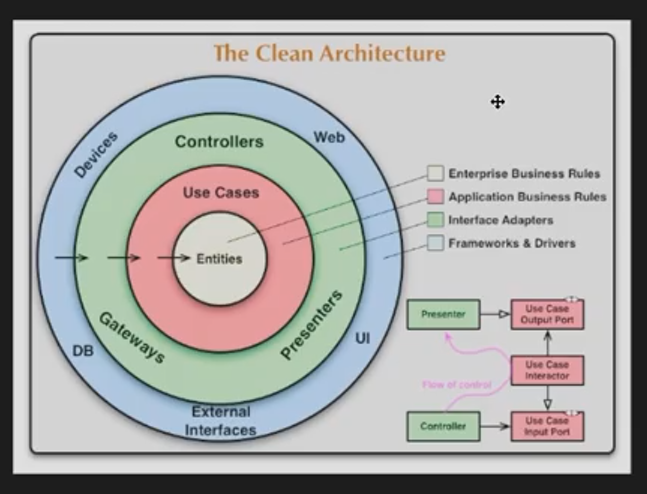 The Clean Architecture
Devices
Controllers
Web
Use Cases
Entities
Gateways
Presenters
DB
UI
External
Interfaces
Enterprise Business Rules
Application Business Rules
Interface Adapters
Frameworks & Drivers
Presenter
Use Case
Output Port
Flow of control
Use Case
Interactor
Controller
Use Case
Input Port